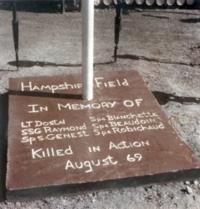 Hampshire Field
In Memory of
LT Doren Sp4 Blanchette
SSG Raymond Sp4 Beaudoin
Sp5 Genest Sp4 Robichaud
Killed in Action
August 69